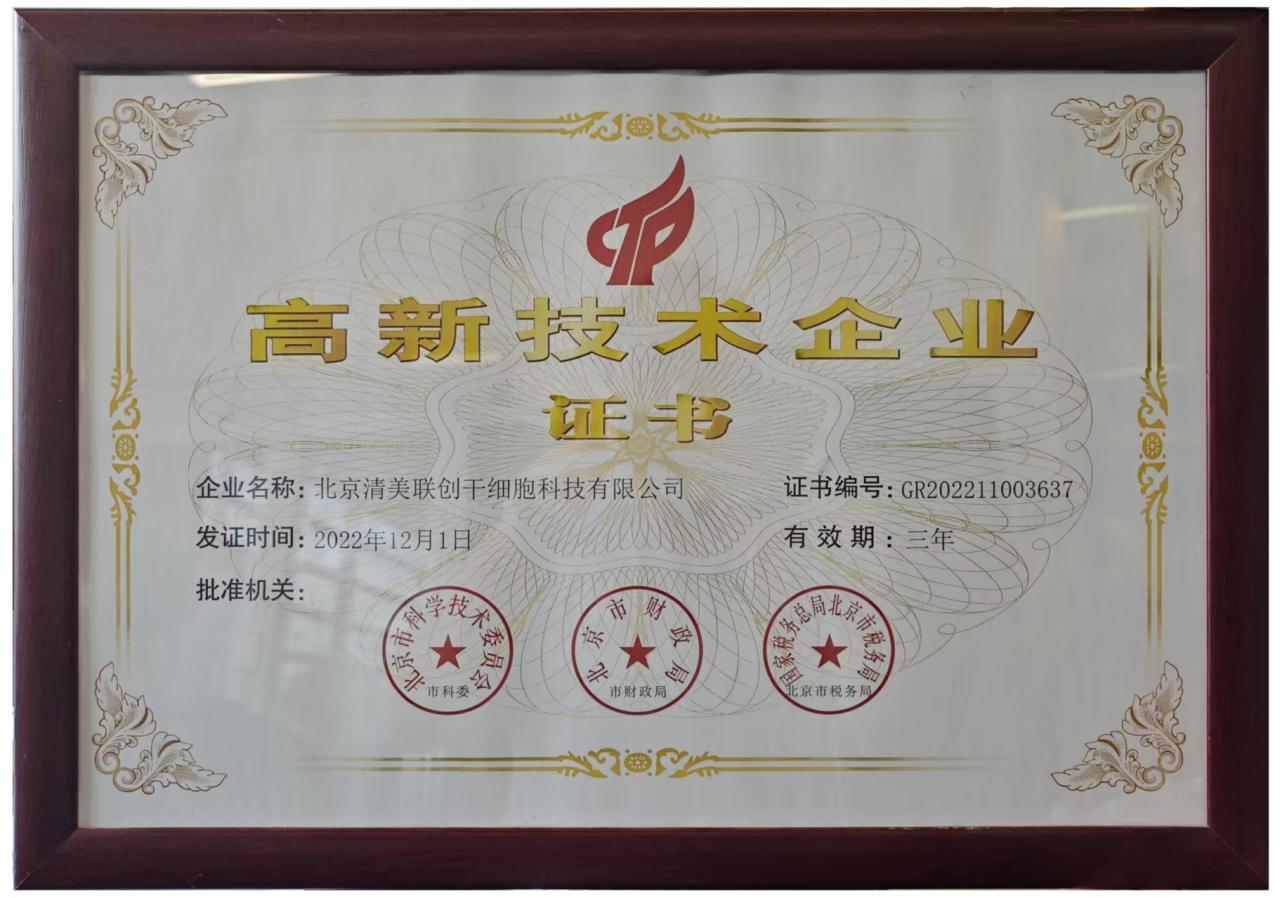 CTP
高新技术企业
证书
企业名称:北京清美联创干细胞科技有限公司
证书编号:GR202211003637
发证时间:2022年12月1日
有效期:三年
批准机关:
北京市科学技术委员会
市科委
北京市财政局
市财政局
国家税务总局北京市税务局
北京市税务局